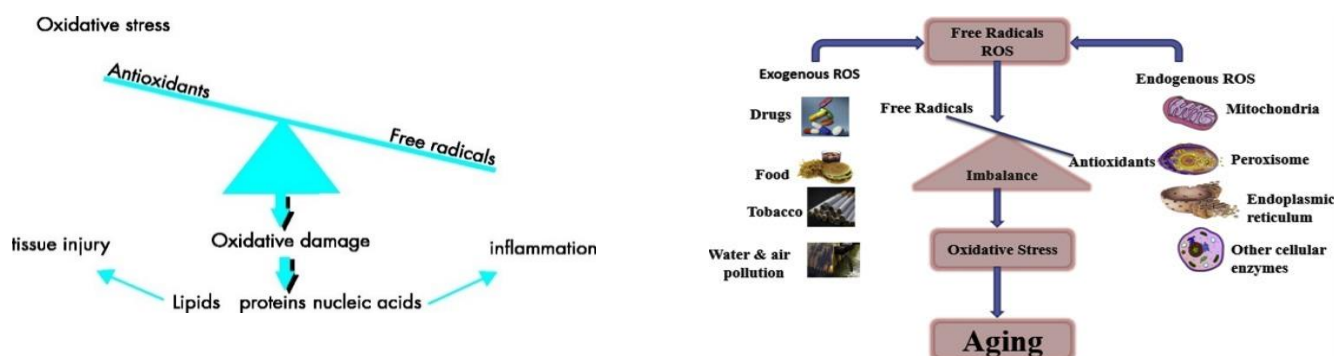 Oxidative stress
Antioxidants
Free radicals
Oxidative damage
tissue injury
inflammation
Lipids proteins nucleic acids
Free Radicals
ROS
Exogenous ROS
Drugs
Food
Tobacco
Water & air
pollution
Endogenous ROS
Mitochondria
Peroxisome
Endoplasmic
reticulum
Other cellular
enzymes
Free Radicals
Antioxidants
Imbalance
Oxidative Stress
Aging